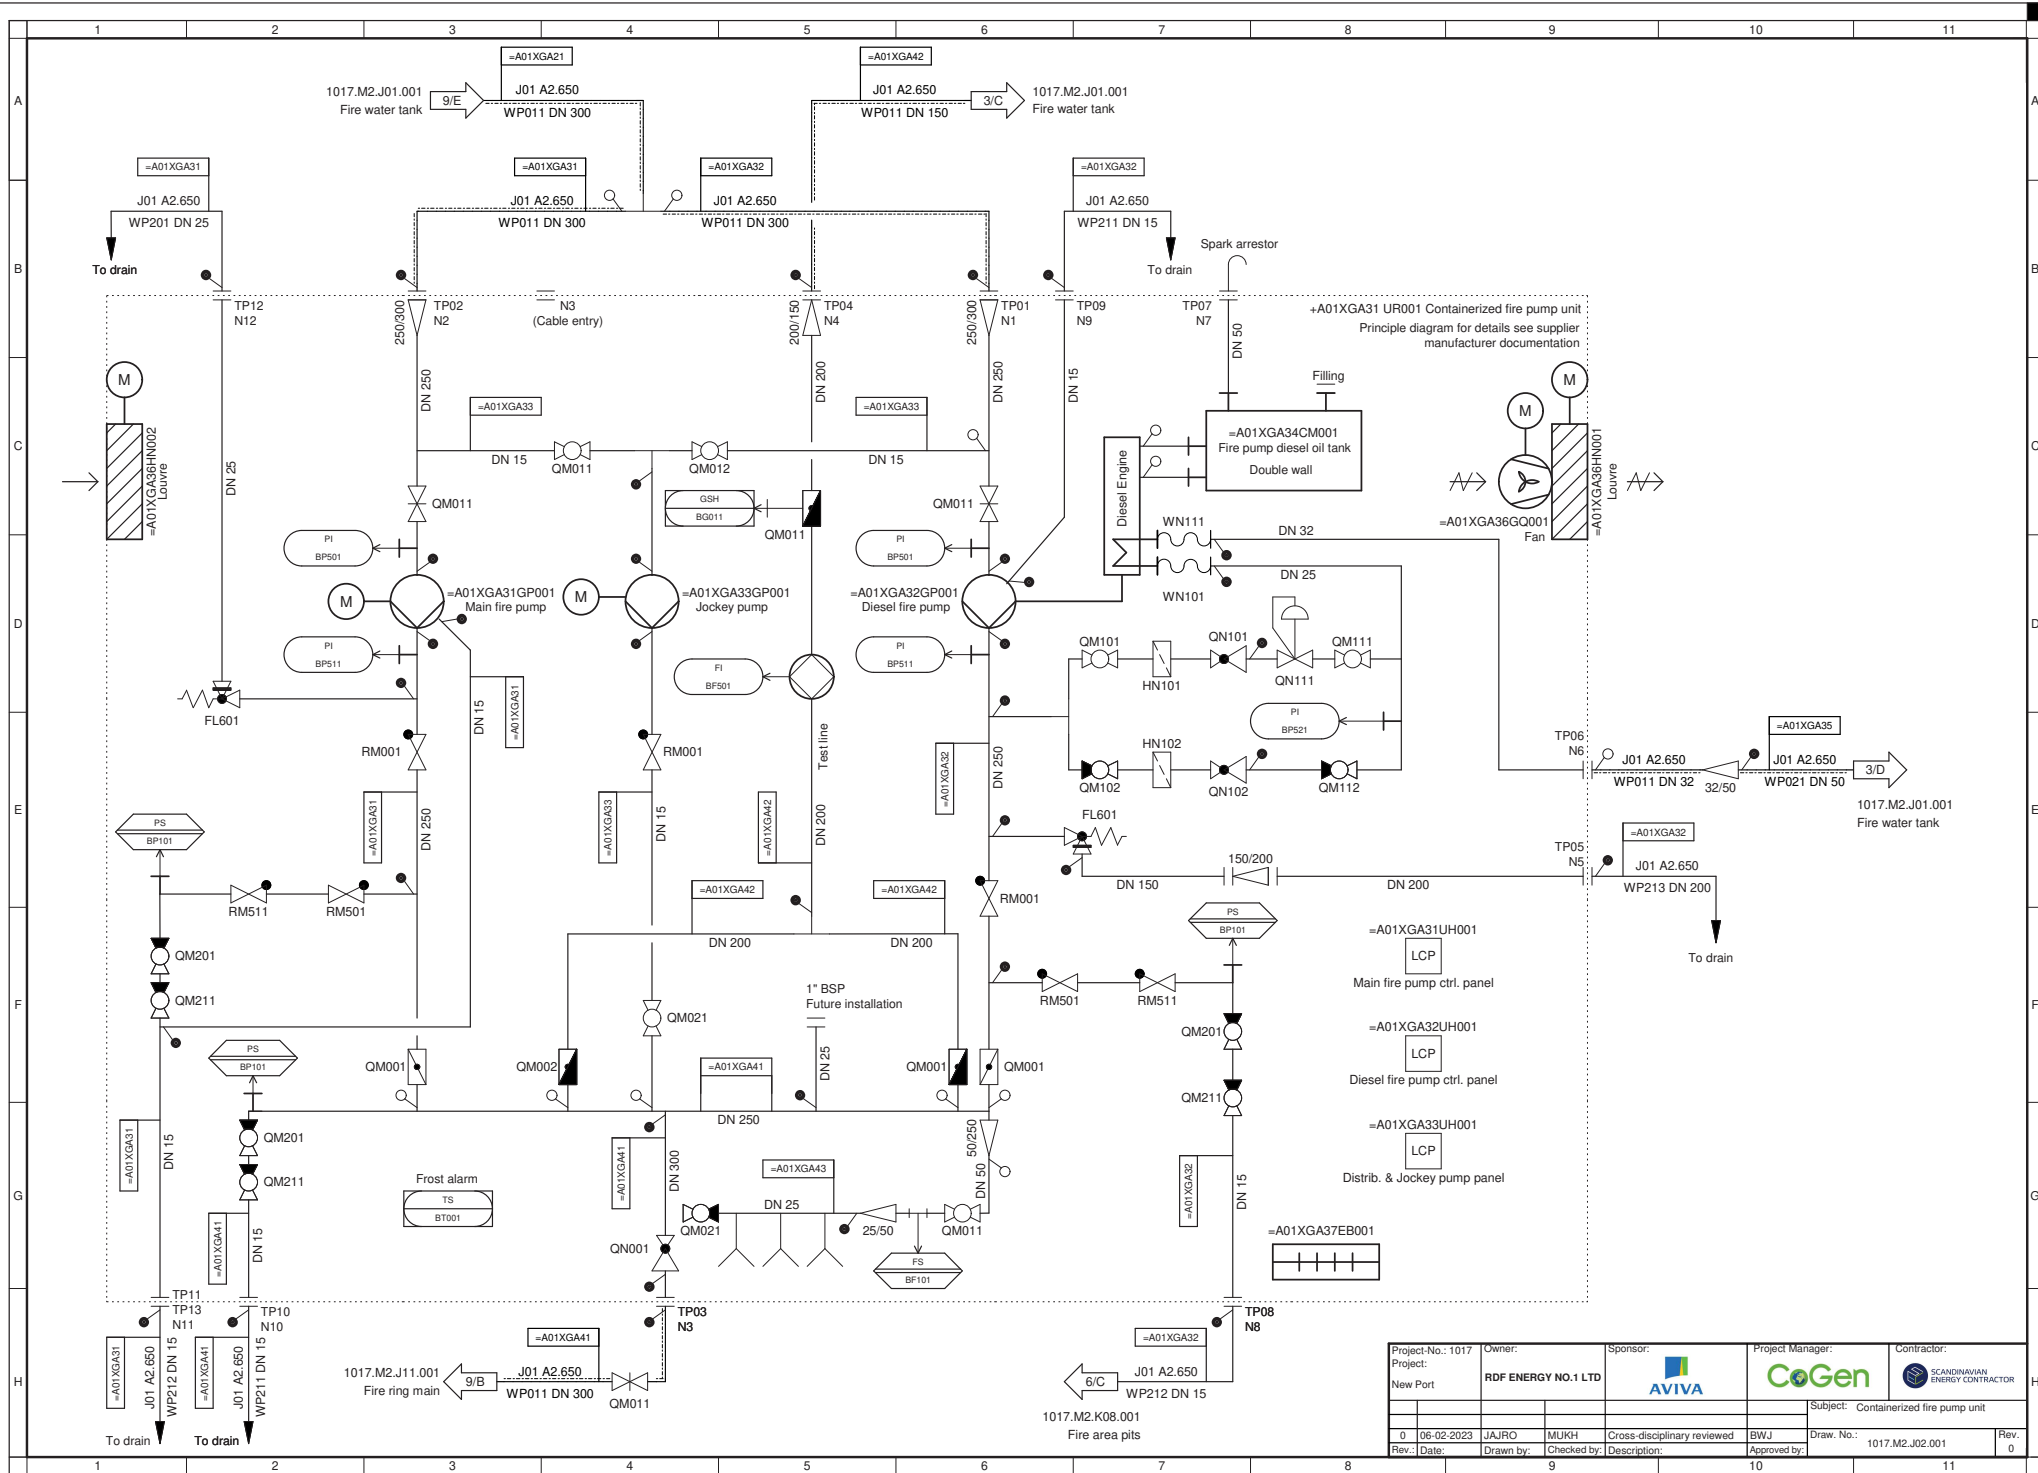 1 2 3 4 5 6 7 8 9 10 11
A A
=A01XGA21
=A01XGA42
1017.M2.J01.001
Fire water tank
9/E
J01 A2.650
WP011 DN 300
J01 A2.650
WP011 DN 150
3/C
1017.M2.J01.001
Fire water tank
=A01XGA31
J01 A2.650
WP201 DN 25
To drain
=A01XGA31
J01 A2.650
WP011 DN 300
=A01XGA32
J01 A2.650
WP011 DN 300
=A01XGA32
J01 A2.650
WP211 DN 15
To drain
Spark arrestor
B B
TP12
N12
250/300
TP02
N2
N3
(Cable entry)
200/150
TP04
N4
250/300
TP01
N1
TP09
N9
TP07
N7
DN 50
+A01XGA31 UR001 Containerized fire pump unit
Principle diagram for details see supplier
manufacturer documentation
M
=A01XGA36HN002
Louvre
DN 25
DN 250
DN 200
DN 250
DN 15
Filling
=A01XGA34CM001
Fire pump diesel oil tank
Double wall
M
M
=A01XGA36GQ001
Fan
=A01XGA36HN001
Louvre
C C
=A01XGA33
DN 15
QM011
QM012
=A01XGA33
DN 15
QM011
GSH
BG011
QM011
QM011
Diesel Engine
WN111
DN 32
DN 25
WN101
PI
BP501
PI
BP501
M
=A01XGA31GP001
Main fire pump
M
=A01XGA33GP001
Jockey pump
=A01XGA32GP001
Diesel fire pump
D D
PI
BP511
FI
BF501
PI
BP511
QM101
HN101
QN101
QN111
QM111
FL601
DN 15
=A01XGA31
RM001
RM001
Test line
=A01XGA32
DN 250
PI
BP521
HN102
QM102
QN102
QM112
TP06
N6
J01 A2.650
WP011 DN 32
32/50
=A01XGA35
J01 A2.650
WP021 DN 50
3/D
1017.M2.J01.001
Fire water tank
E E
PS
BP101
=A01XGA31
DN 250
=A01XGA33
DN 15
=A01XGA42
DN 200
FL601
DN 150
150/200
DN 200
TP05
N5
=A01XGA32
J01 A2.650
WP213 DN 200
To drain
RM511
RM501
=A01XGA42
=A01XGA42
DN 200
DN 200
RM001
PS
BP101
QM201
QM211
RM501
RM511
=A01XGA31UH001
LCP
Main fire pump ctrl. panel
F F
1" BSP
Future installation
DN 25
QM021
QM201
=A01XGA32UH001
LCP
Diesel fire pump ctrl. panel
PS
BP101
QM001
QM002
=A01XGA41
DN 250
QM001
QM001
QM211
=A01XGA33UH001
LCP
Distrib. & Jockey pump panel
=A01XGA31
DN 15
QM201
QM211
Frost alarm
TS
BT001
=A01XGA41
DN 300
=A01XGA43
DN 25
50/250
DN 50
=A01XGA32
DN 15
G G
=A01XGA41
DN 15
QN001
QM021
25/50
QM011
FS
BF101
=A01XGA37EB001
TP11
TP13
N11
TP10
N10
TP03
N3
TP08
N8
=A01XGA31
J01 A2.650
WP212 DN 15
To drain
=A01XGA41
J01 A2.650
WP211 DN 15
To drain
=A01XGA41
1017.M2.J11.001
Fire ring main
9/B
J01 A2.650
WP011 DN 300
QM011
=A01XGA32
6/C
J01 A2.650
WP212 DN 15
1017.M2.K08.001
Fire area pits
H H
Project-No.: 1017
Project:
New Port
Owner:
RDF ENERGY NO.1 LTD
Sponsor:
AVIVA
Project Manager:
CoGen
Contractor:
SCANDINAVIAN
ENERGY CONTRACTOR
Subject: Containerized fire pump unit
0 06-02-2023 JAJRO MUKH Cross-disciplinary reviewed BWJ
Rev.: Date: Drawn by: Checked by: Description: Approved by:
Draw. No.: 1017.M2.J02.001
Rev.
0
1 2 3 4 5 6 7 8 9 10 11